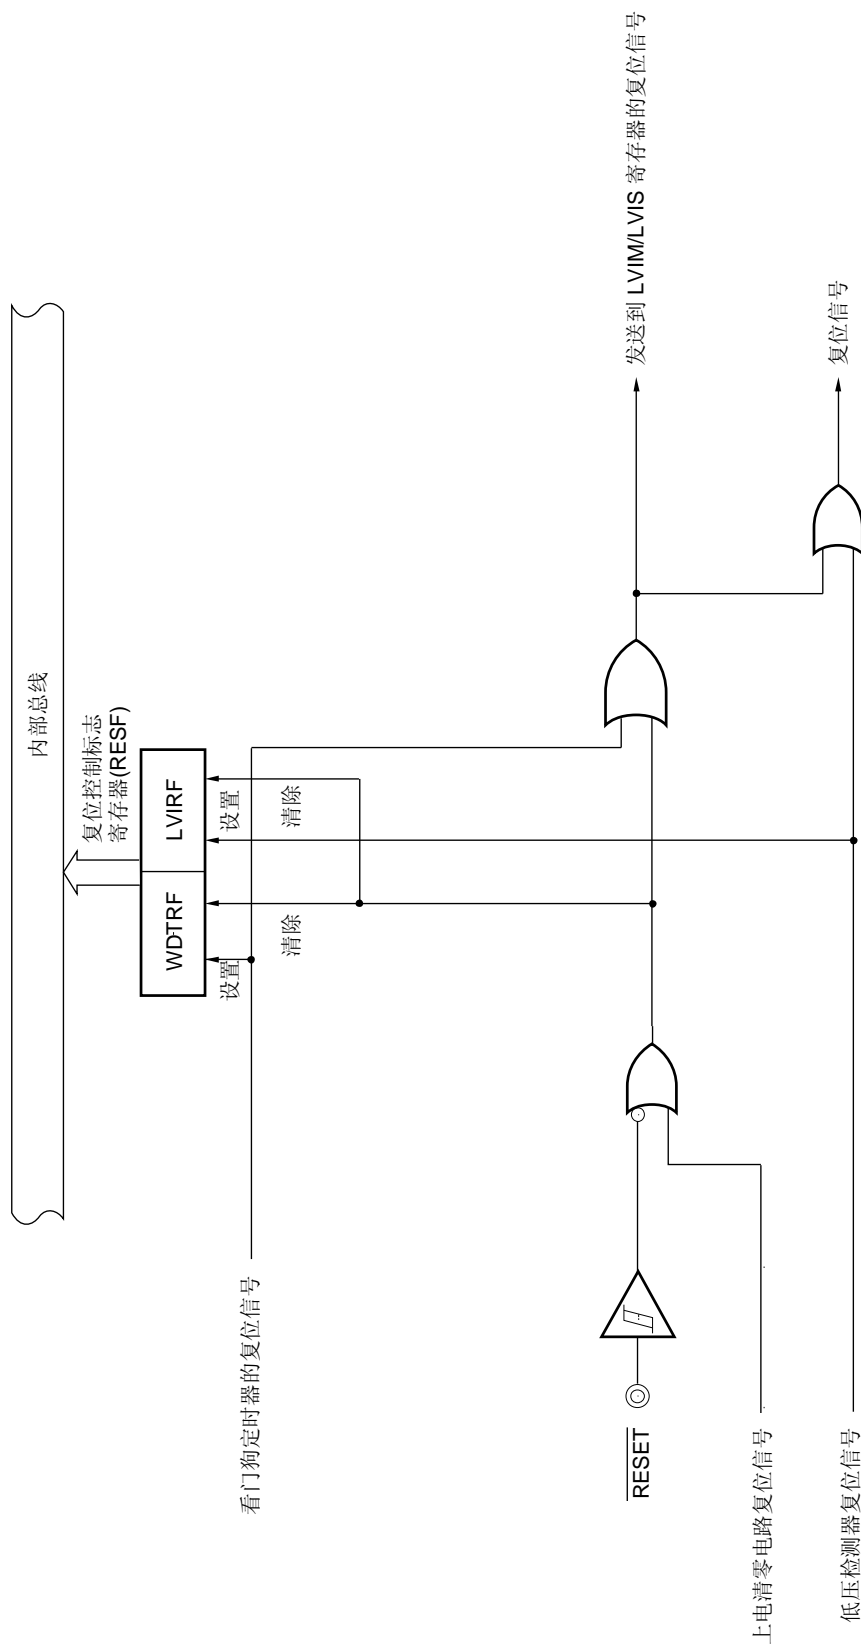 内部总线
复位控制标志
寄存器(RESF)
WDTRF
LVIRF
设置
清除
设置
清除
看门狗定时器的复位信号
RESET
上电清零电路复位信号
低压检测器复位信号
发送到 LVIM/LVIS 寄存器的复位信号
复位信号